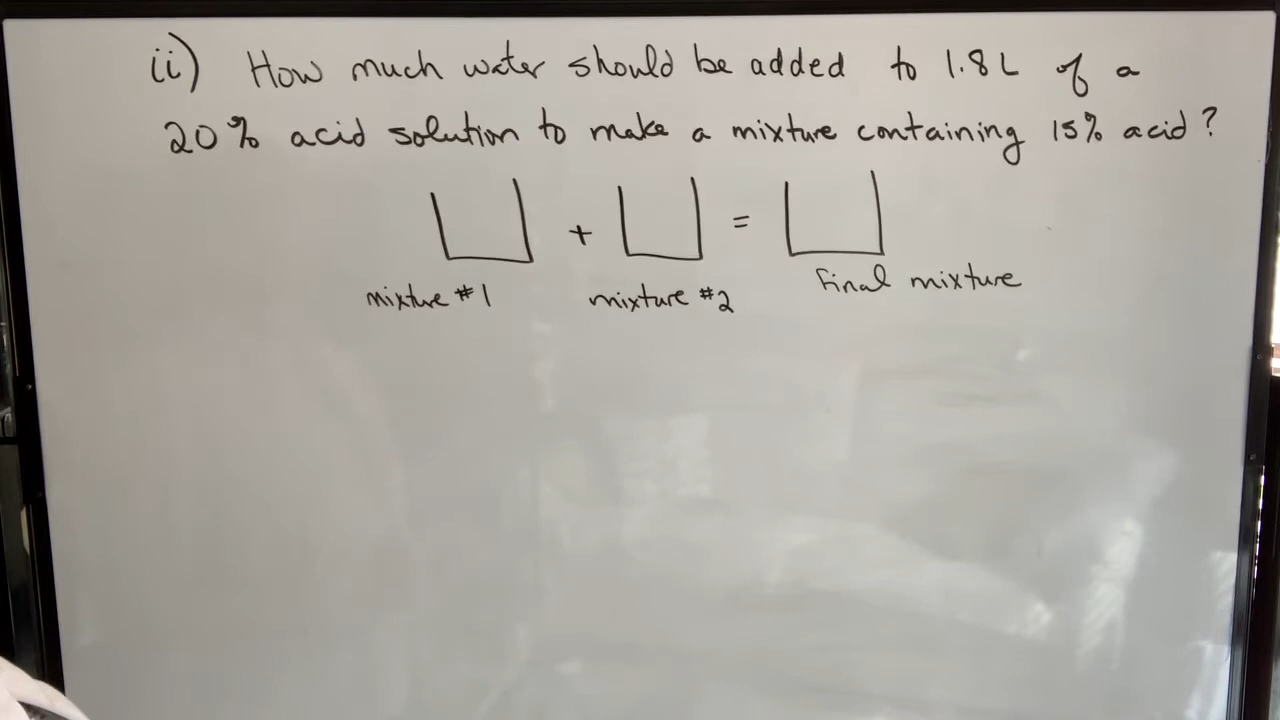 ii) How much water should be added to 1.8L of a
20% acid solution to make a mixture containing 15% acid?
+ =
mixture #1 mixture #2 Final mixture